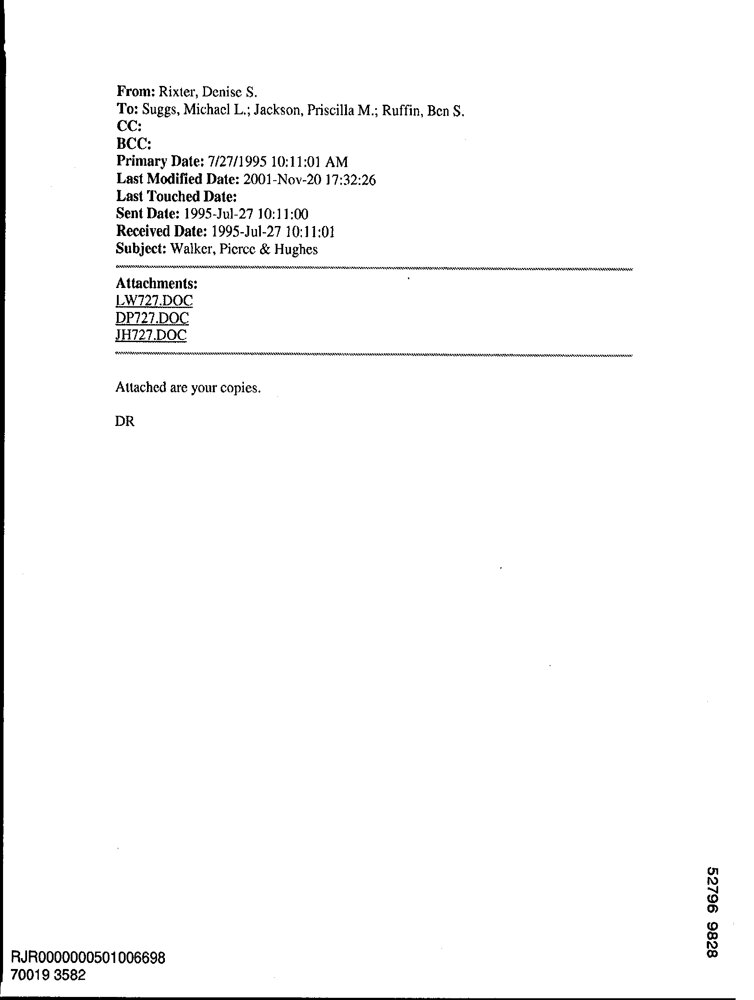 From: Rixter, Denise S.
To: Suggs, Michael L.; Jackson, Priscilla M.; Ruffin, Ben S.
CC:
BCC:
Primary Date: 7/27/1995 10:11:01 AM
Last Modified Date: 2001-Nov-20 17:32:26
Last Touched Date:
Sent Date: 1995-Jul-27 10:11:00
Received Date: 1995-Jul-27 10:11:01
Subject: Walker, Pierce & Hughes
Attachments:
LW727.DOC
DP727.DOC
JH727.DOC
Attached are your copies.
DR
52796 9828
RJR0000000501006698
70019 3582